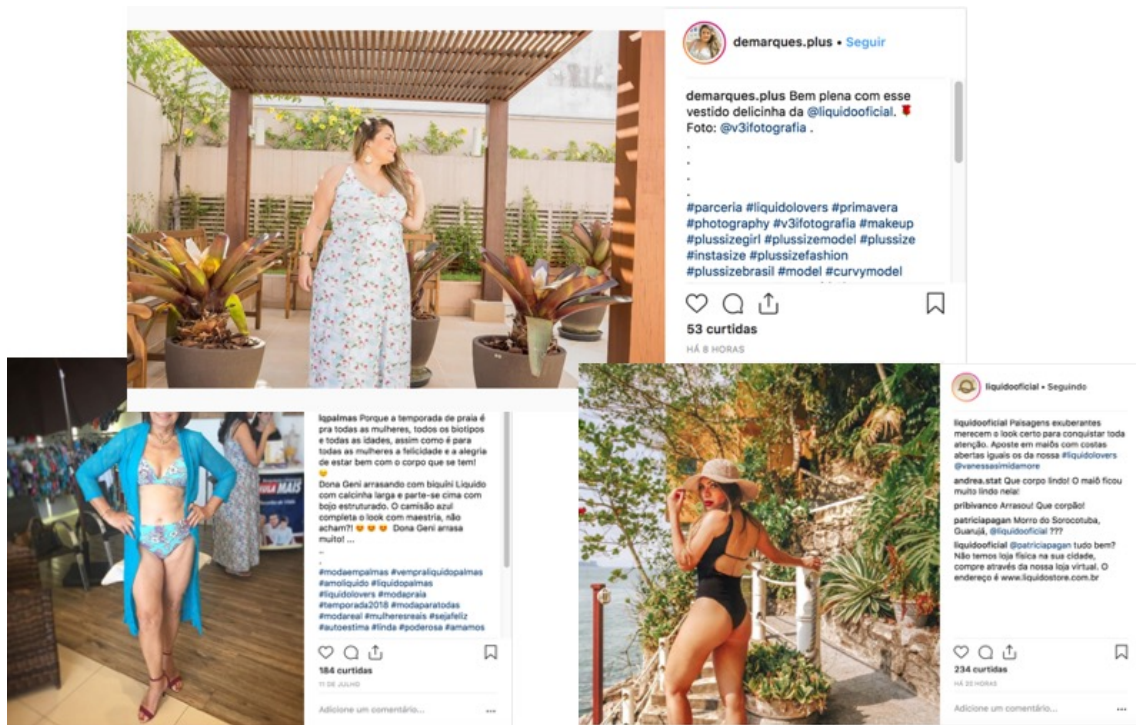 demarques.plus • Seguir
demarques.plus Bem plena com esse
vestido delicinha da @liquidooficial.
Foto: @v3ifotografia .
.
.
.
.
#parceria #liquidolovers #primavera
#photography #v3ifotografia #makeup
#plussizegirl #plussizemodel #plussize
#instasize #plussizefashion
#plussizebrasil #model #curvymodel
53 curtidas
HÁ 8 HORAS
MAIS
lqpalmas Porque a temporada de praia é
pra todas as mulheres, todos os biotipos
e todas as idades, assim como é para
todas as mulheres a felicidade e a alegria
de estar bem com o corpo que se tem!
Dona Geni arrasando com biquíni Liquido
com calcinha larga e parte-se cima com
bojo estruturado. O camisão azul
completa o look com maestria, não
acham?! Dona Geni arrasa
muito! ...
..
.
#modaempalmas #vempraliquidopalmas
#amoliquido #liquidopalmas
#liquidolovers #modapraia
#temporada2018 #modaparatodas
#modareal #mulheresreais #sejafeliz
#autoestima #linda #poderosa #amamos
184 curtidas
11 DE JULHO
Adicione um comentário...
liquidooficial • Seguindo
liquidooficial Paisagens exuberantes
merecem o look certo para conquistar toda
atenção. Aposte em maiôs com costas
abertas iguais os da nossa #liquidolovers
@vanessasimidamore
andrea.stat Que corpo lindo! O maiô ficou
muito lindo nela!
pribivanco Arrasou! Que corpão!
patriciapagan Morro do Sorocotuba,
Guarujá, @liquidooficial ???
liquidooficial @patriciapagan tudo bem?
Não temos loja física na sua cidade,
compre através da nossa loja virtual. O
endereço é www.liquidostore.com.br
234 curtidas
HÁ 20 HORAS
Adicione um comentário...